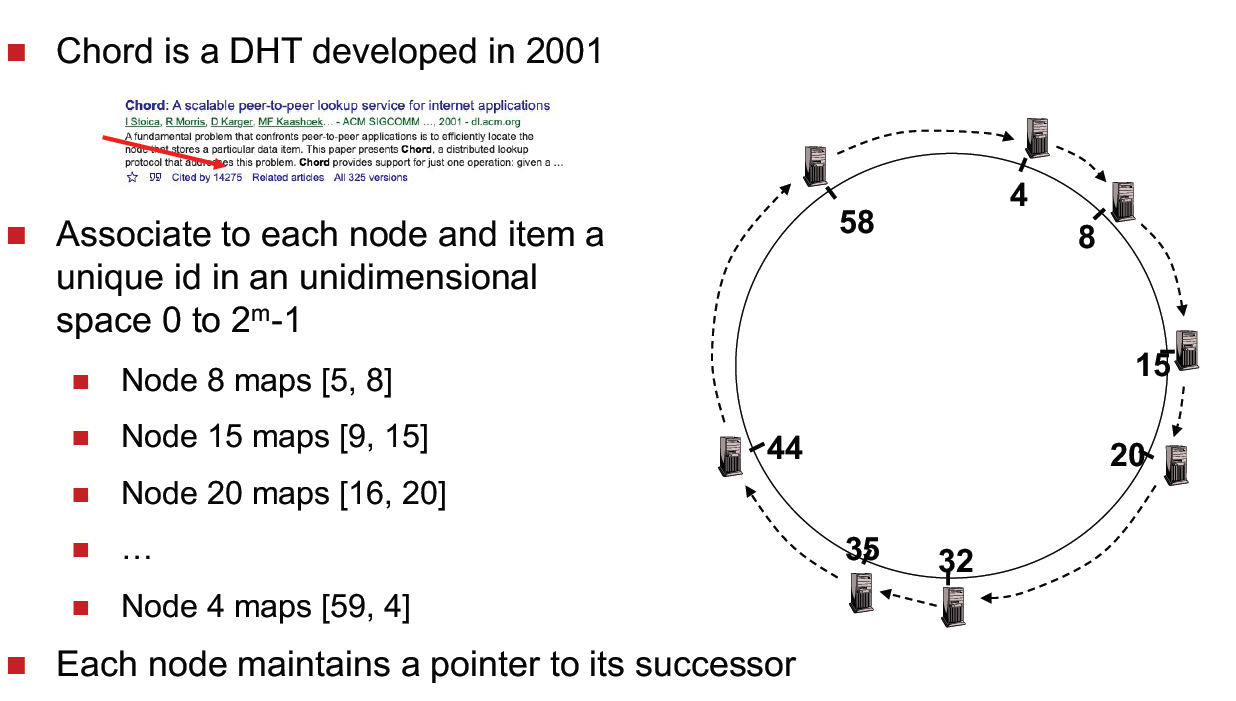 Chord is a DHT developed in 2001
Chord: A scalable peer-to-peer lookup service for internet applications
I Stoica, R Morris, D Karger, MF Kaashoek… - ACM SIGCOMM …, 2001 - dl.acm.org
A fundamental problem that confronts peer-to-peer applications is to efficiently locate the
node that stores a particular data item. This paper presents Chord, a distributed lookup
protocol that addresses this problem. Chord provides support for just one operation: given a …
Cited by 14275 Related articles All 325 versions
Associate to each node and item a
unique id in an unidimensional
space 0 to 2ᵐ-1
Node 8 maps [5, 8]
Node 15 maps [9, 15]
Node 20 maps [16, 20]
…
Node 4 maps [59, 4]
Each node maintains a pointer to its successor
4
8
15
20
32
35
44
58